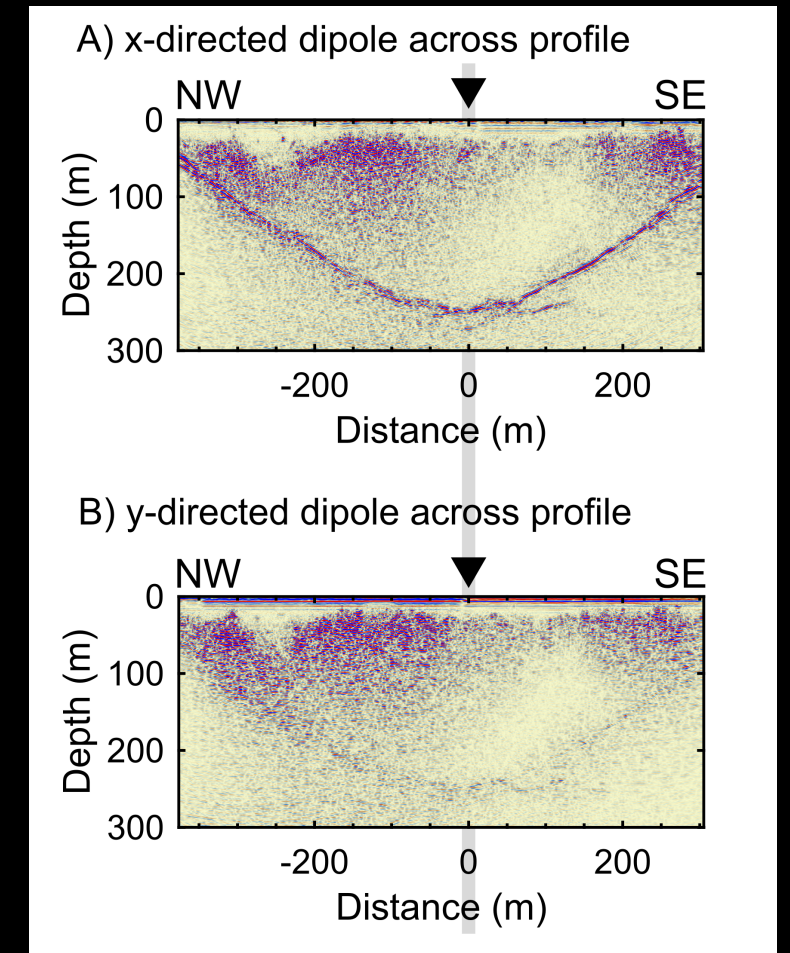 A) x-directed dipole across profile
NW SE
0
100
200
300
Depth (m)
-200 0 200
Distance (m)
B) y-directed dipole across profile
NW SE
0
100
200
300
Depth (m)
-200 0 200
Distance (m)